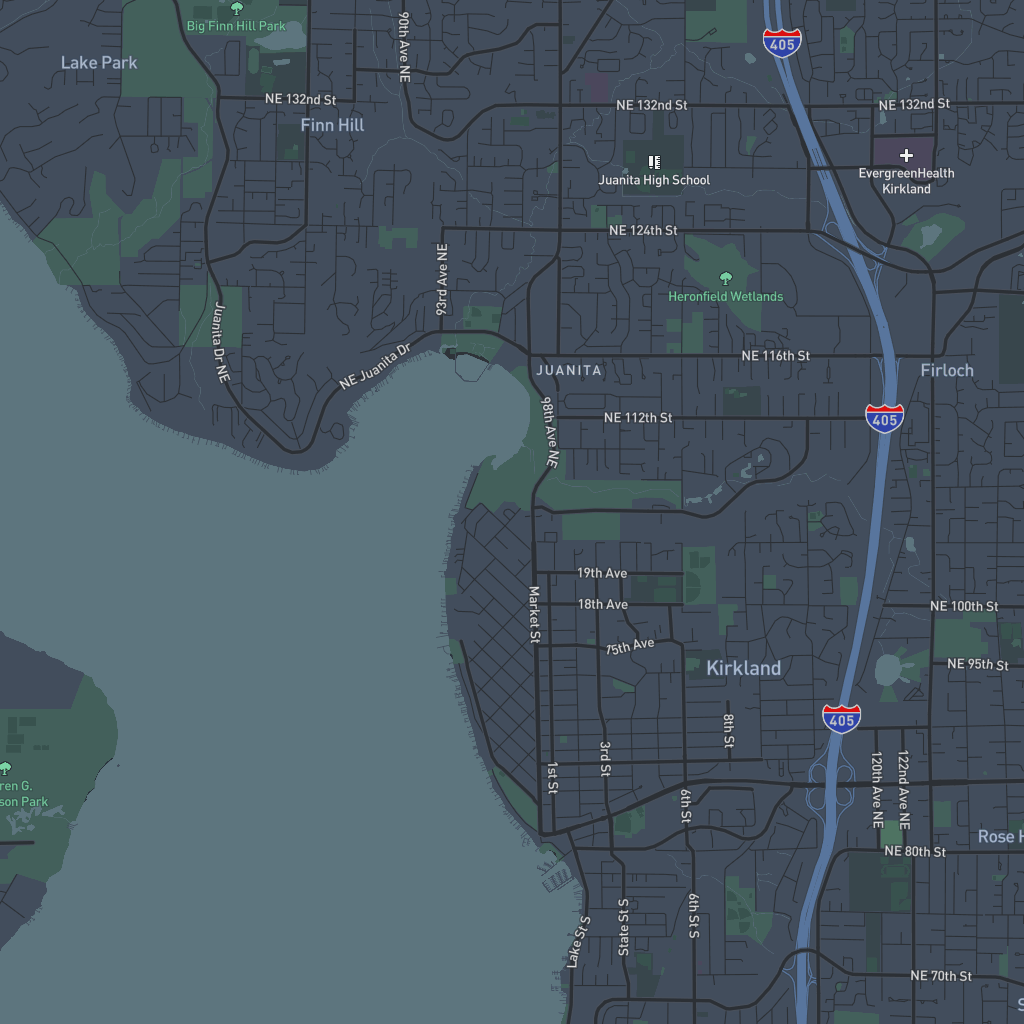 Big Finn Hill Park
90th Ave NE
405
Lake Park
NE 132nd St
NE 132nd St
NE 132nd St
Finn Hill
Juanita High School
EvergreenHealth
Kirkland
NE 124th St
93rd Ave NE
Heronfield Wetlands
Juanita Dr NE
NE Juanita Dr
NE 116th St
JUANITA
Firloch
98th Ave NE
NE 112th St
405
19th Ave
Market St
18th Ave
NE 100th St
15th Ave
NE 95th St
Kirkland
405
8th St
3rd St
1st St
6th St
120th Ave NE
122nd Ave NE
ren G.
son Park
Rose H
NE 80th St
6th St S
State St S
Lake St S
NE 70th St
S